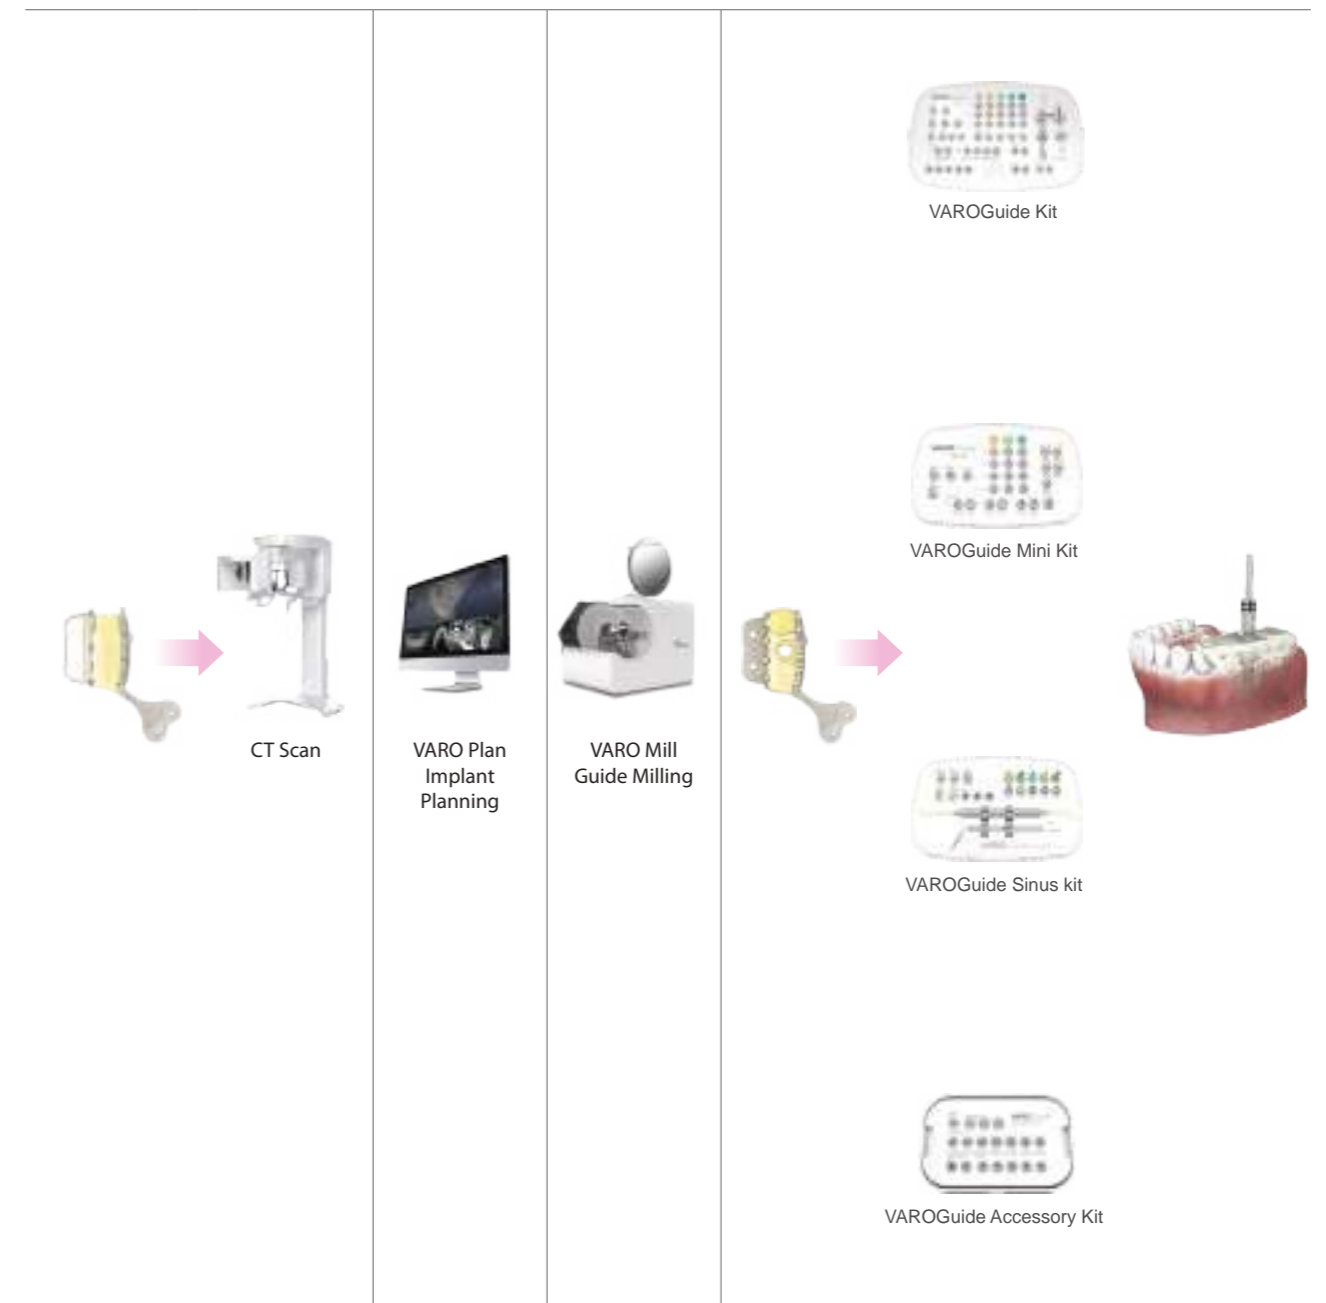 VAROGuide Kit
VAROGuide Mini Kit
CT Scan
VARO Plan
Implant
Planning
VARO Mill
Guide Milling
VAROGuide Sinus kit
VAROGuide Accessory Kit